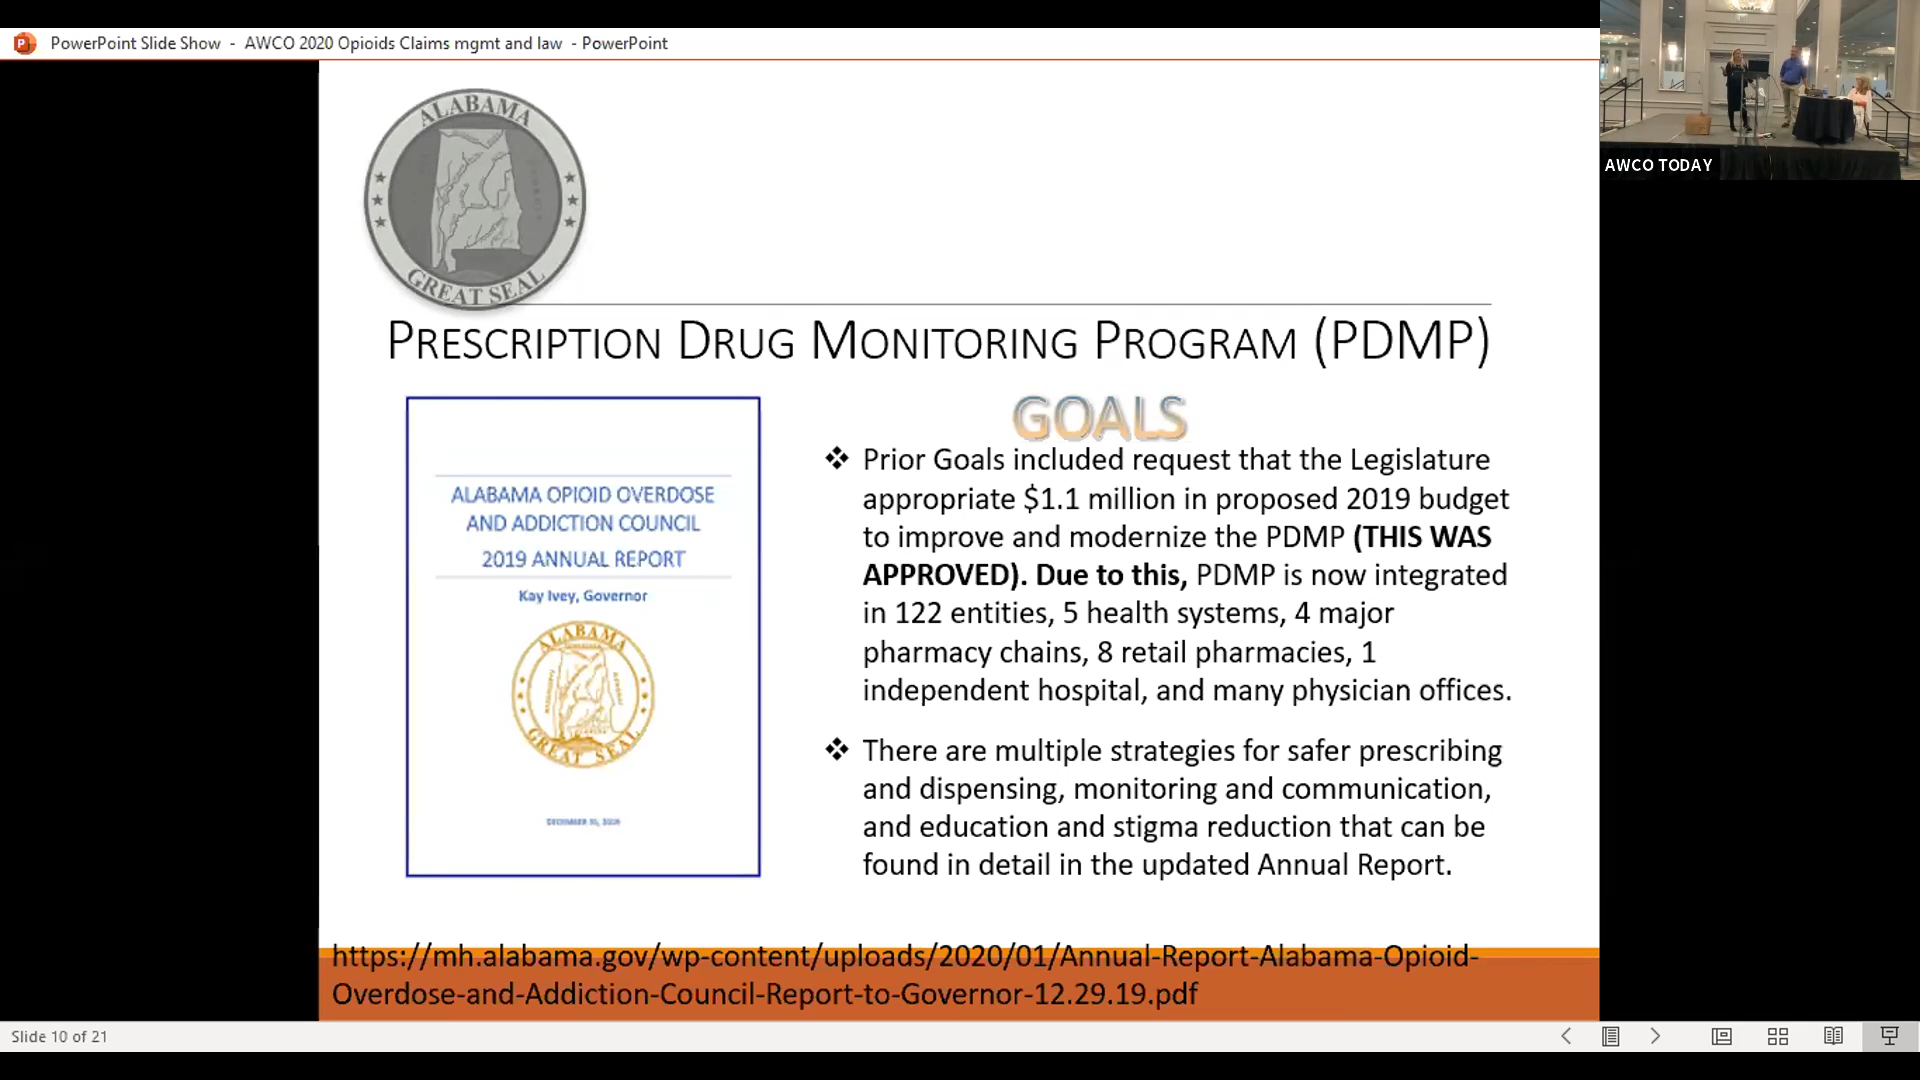 PowerPoint Slide Show - AWCO 2020 Opioids Claims mgmt and law - PowerPoint
AWCO TODAY
ALABAMA
GREAT SEAL
PRESCRIPTION DRUG MONITORING PROGRAM (PDMP)
ALABAMA OPIOID OVERDOSE
AND ADDICTION COUNCIL
2019 ANNUAL REPORT
Kay Ivey, Governor
ALABAMA
GREAT SEAL
GOALS
❖ Prior Goals included request that the Legislature
appropriate $1.1 million in proposed 2019 budget
to improve and modernize the PDMP (THIS WAS
APPROVED). Due to this, PDMP is now integrated
in 122 entities, 5 health systems, 4 major
pharmacy chains, 8 retail pharmacies, 1
independent hospital, and many physician offices.
❖ There are multiple strategies for safer prescribing
and dispensing, monitoring and communication,
and education and stigma reduction that can be
found in detail in the updated Annual Report.
https://mh.alabama.gov/wp-content/uploads/2020/01/Annual-Report-Alabama-Opioid-
Overdose-and-Addiction-Council-Report-to-Governor-12.29.19.pdf
Slide 10 of 21